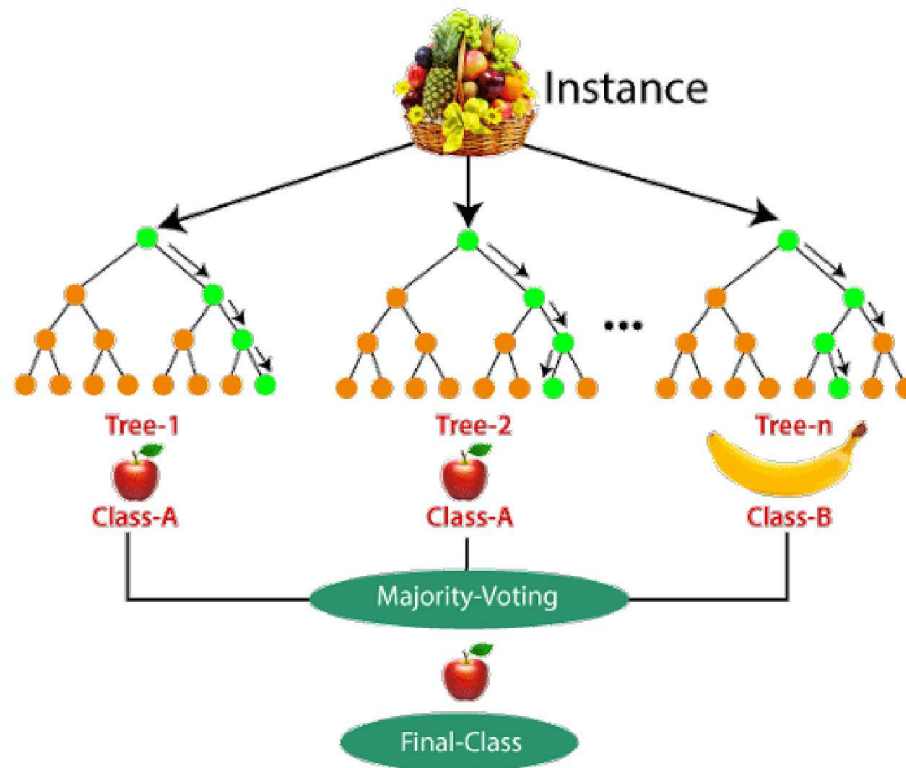 Instance
...
Tree-1
Tree-2
Tree-n
Class-A
Class-A
Class-B
Majority-Voting
Final-Class